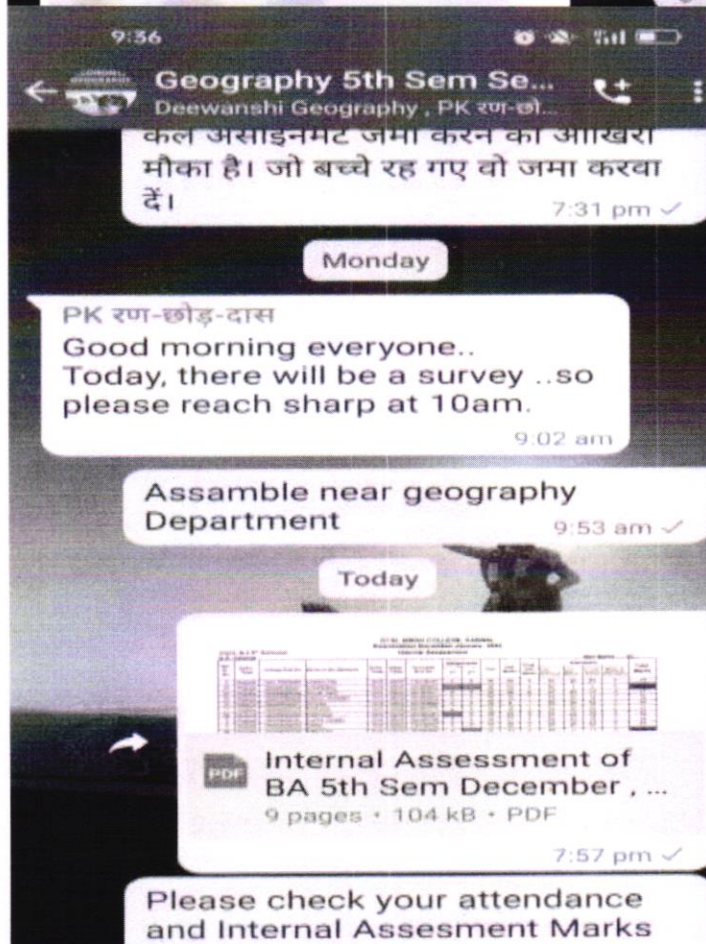 9:36
Geography 5th Sem Se...
Deewanshi Geography, PK रण-छो...
कल असाइनमेंट जमा करने का आखिरी
मौका है। जो बच्चे रह गए वो जमा करवा
दें।
7:31 pm
Monday
PK रण-छोड़-दास
Good morning everyone..
Today, there will be a survey ..so
please reach sharp at 10am.
9:02 am
Assamble near geography
Department
9:53 am
Today
PDF
Internal Assessment of
BA 5th Sem December , ...
9 pages • 104 kB • PDF
7:57 pm
Please check your attendance
and Internal Assesment Marks